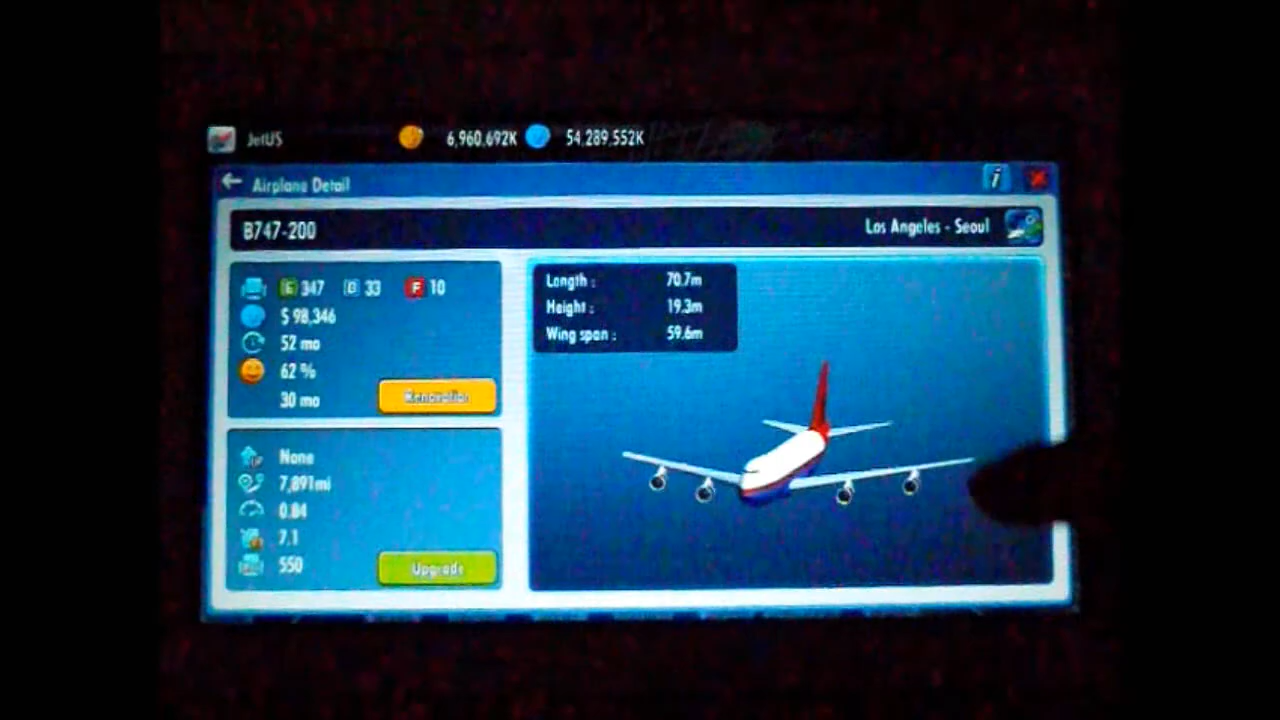 JetUS 6,960,692K 54,289,552K
Airplane Detail i
B747-200 Los Angeles - Seoul
E 347 B 33 F 10
$ 98,346
52 mo
62 %
30 mo
Renovation
None
7,891mi
0.84
7.1
550
Upgrade
Length : 70.7m
Height : 19.3m
Wing span : 59.6m